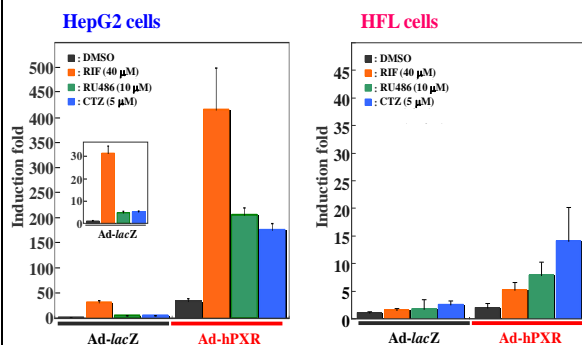 HepG2 cells
Induction fold
500
450
400
350
300
250
200
150
100
50
0
: DMSO
: RIF (40 μM)
: RU486 (10 μM)
: CTZ (5 μM)
30
20
10
0
Ad-lacZ
Ad-lacZ
Ad-hPXR
HFL cells
Induction fold
45
40
35
30
25
20
15
10
5
0
: DMSO
: RIF (40 μM)
: RU486 (10 μM)
: CTZ (5 μM)
Ad-lacZ
Ad-hPXR